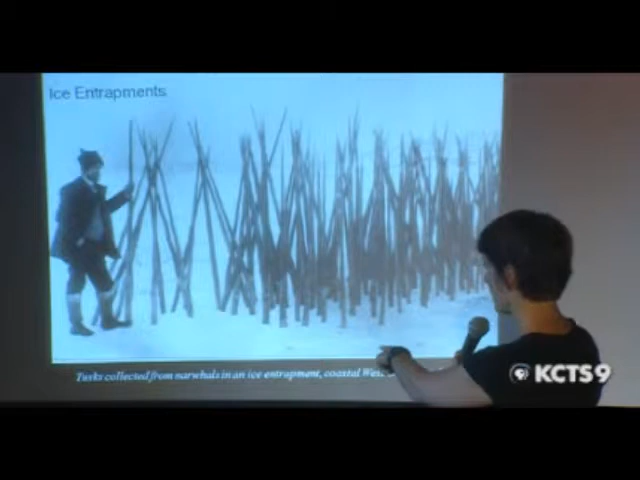 Ice Entrapments
Tusks collected from narwhals in an ice entrapment, coastal West
KCTS9